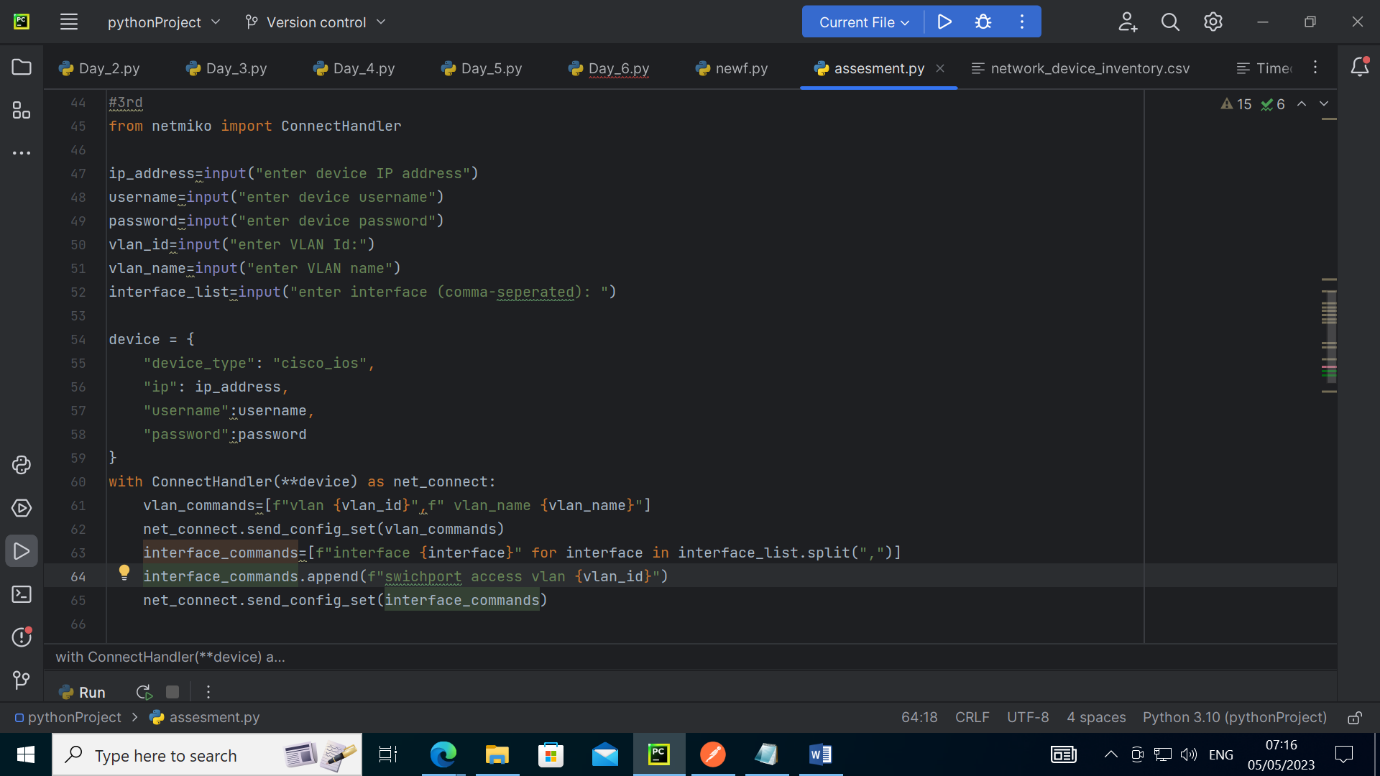 PC
pythonProject
Version control
Current File
Day_2.py
Day_3.py
Day_4.py
Day_5.py
Day_6.py
newf.py
assesment.py
network_device_inventory.csv
Time
15
6
44 #3rd
45 from netmiko import ConnectHandler
46
47 ip_address=input("enter device IP address")
48 username=input("enter device username")
49 password=input("enter device password")
50 vlan_id=input("enter VLAN Id:")
51 vlan_name=input("enter VLAN name")
52 interface_list=input("enter interface (comma-seperated): ")
53
54 device = {
55 "device_type": "cisco_ios",
56 "ip": ip_address,
57 "username":username,
58 "password":password
59 }
60 with ConnectHandler(**device) as net_connect:
61 vlan_commands=[f"vlan {vlan_id}",f" vlan_name {vlan_name}"]
62 net_connect.send_config_set(vlan_commands)
63 interface_commands=[f"interface {interface}" for interface in interface_list.split(",")]
64 interface_commands.append(f"swichport access vlan {vlan_id}")
65 net_connect.send_config_set(interface_commands)
66
with ConnectHandler(**device) a...
Run
pythonProject > assesment.py
64:18 CRLF UTF-8 4 spaces Python 3.10 (pythonProject)
Type here to search
PC
W
ENG
07:16
05/05/2023